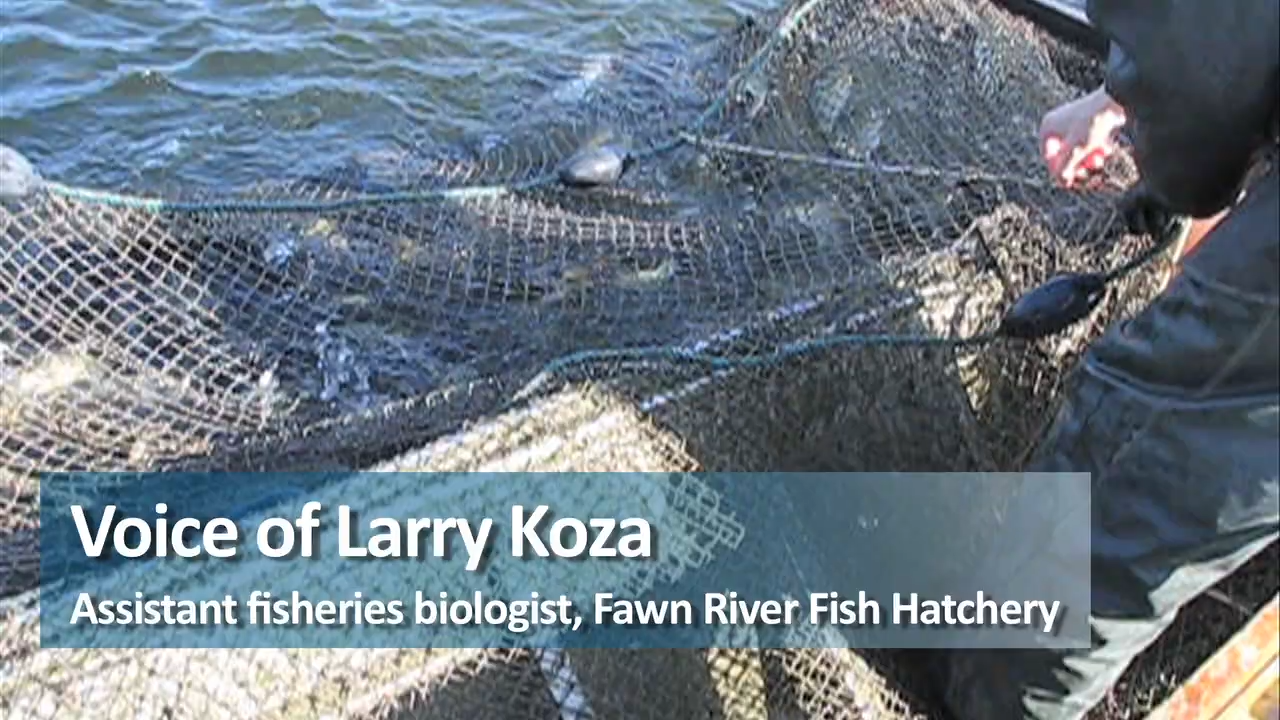 Voice of Larry Koza
Assistant fisheries biologist, Fawn River Fish Hatchery